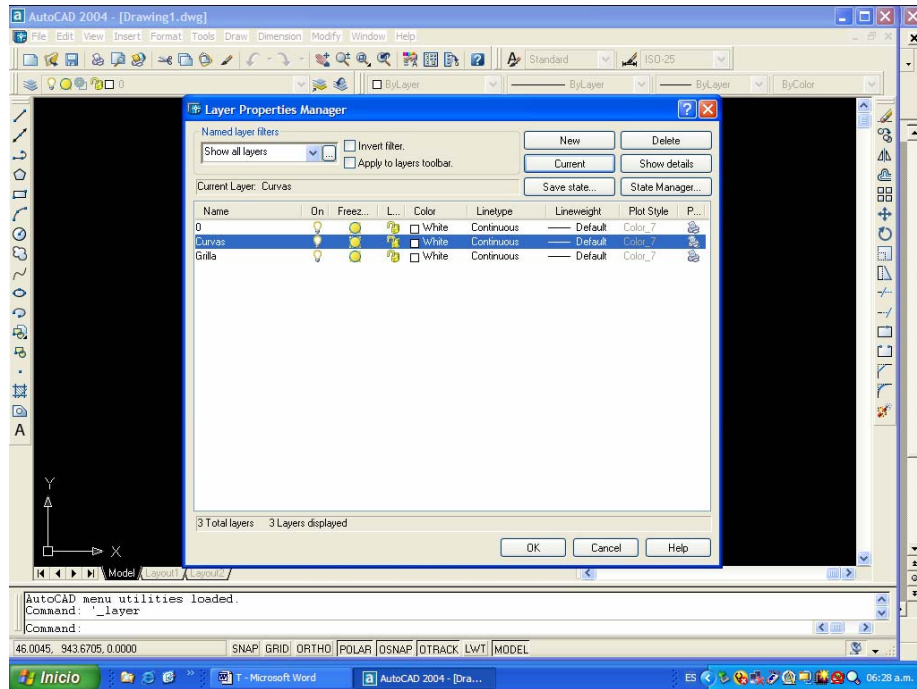 AutoCAD 2004 - [Drawing1.dwg]
File Edit View Insert Format Tools Draw Dimension Modify Window Help
Standard ISO-25
0 ByLayer ByLayer ByLayer ByColor
Layer Properties Manager
Named layer filters
Show all layers ... Invert filter. New Delete
Apply to layers toolbar. Current Show details
Current Layer: Curvas Save state... State Manager...
Name On Freez... L... Color Linetype Lineweight Plot Style P...
0 White Continuous Default Color_7
Curvas White Continuous Default Color_7
Grilla White Continuous Default Color_7
A
Y
X
3 Total layers 3 Layers displayed
OK Cancel Help
Model Layout1 Layout2
AutoCAD menu utilities loaded.
Command: '_layer
Command:
46.0045, 943.6705, 0.0000 SNAP GRID ORTHO POLAR OSNAP OTRACK LWT MODEL
Inicio T - Microsoft Word AutoCAD 2004 - [Dra... ES 06:28 a.m.